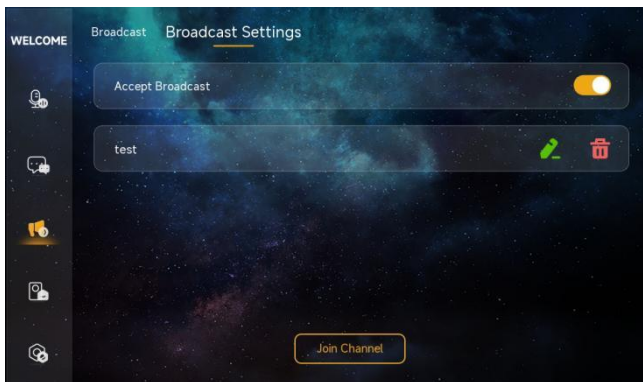 WELCOME
Broadcast Broadcast Settings
Accept Broadcast
test
Join Channel